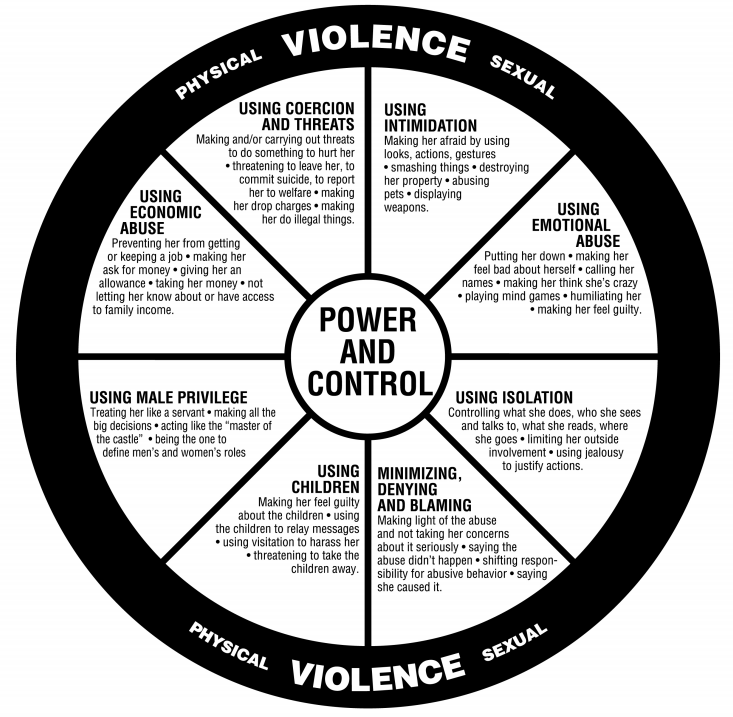 PHYSICAL VIOLENCE SEXUAL
USING COERCION
AND THREATS
Making and/or carrying out threats
to do something to hurt her
• threatening to leave her, to
commit suicide, to report
her to welfare • making
her drop charges • making
her do illegal things.
USING
INTIMIDATION
Making her afraid by using
looks, actions, gestures
• smashing things • destroying
her property • abusing
pets • displaying
weapons.
USING
EMOTIONAL
ABUSE
Putting her down • making her
feel bad about herself • calling her
names • making her think she's crazy
• playing mind games • humiliating her
• making her feel guilty.
USING ISOLATION
Controlling what she does, who she sees
and talks to, what she reads, where
she goes • limiting her outside
involvement • using jealousy
to justify actions.
MINIMIZING,
DENYING
AND BLAMING
Making light of the abuse
and not taking her concerns
about it seriously • saying the
abuse didn't happen • shifting respon-
sibility for abusive behavior • saying
she caused it.
USING
CHILDREN
Making her feel guilty
about the children • using
the children to relay messages
• using visitation to harass her
• threatening to take the
children away.
USING MALE PRIVILEGE
Treating her like a servant • making all the
big decisions • acting like the “master of
the castle” • being the one to
define men's and women's roles
USING
ECONOMIC
ABUSE
Preventing her from getting
or keeping a job • making her
ask for money • giving her an
allowance • taking her money • not
letting her know about or have access
to family income.
POWER
AND
CONTROL
PHYSICAL VIOLENCE SEXUAL